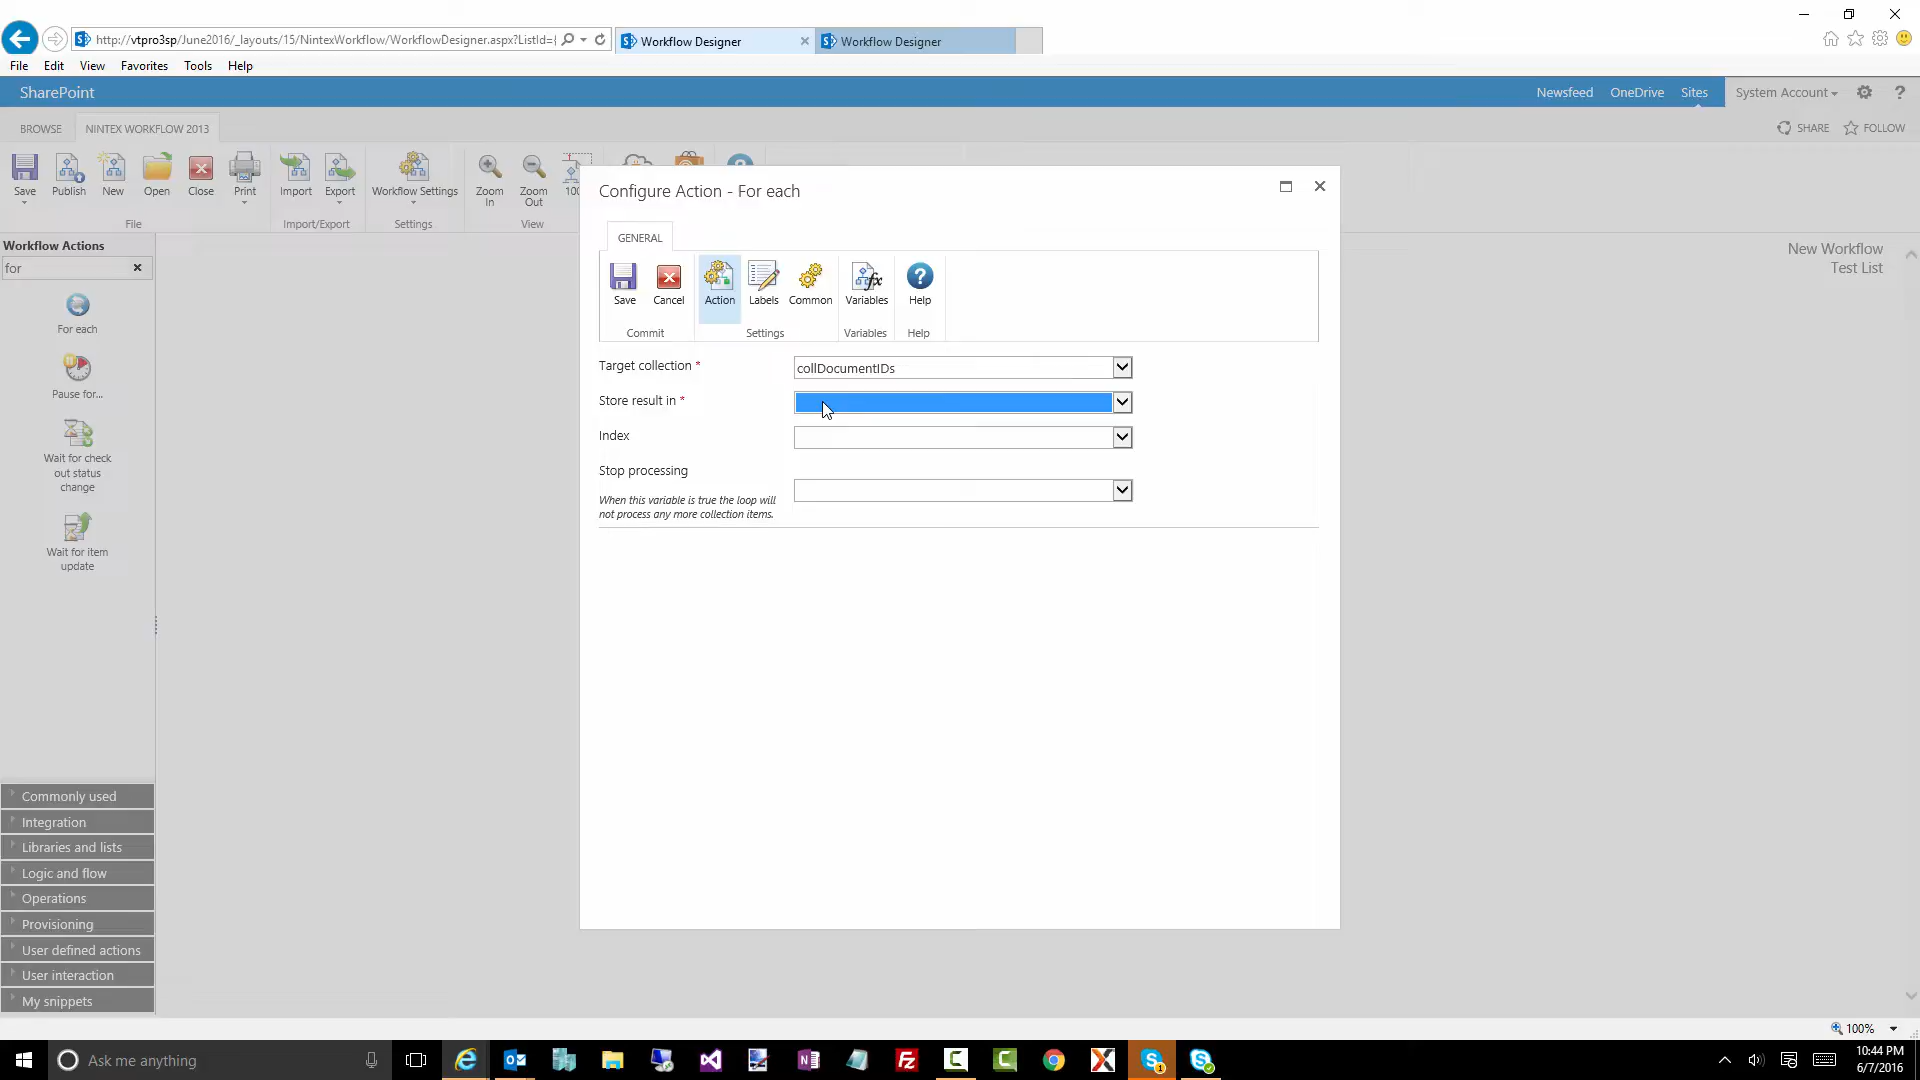 http://vtpro3sp/June2016/_layouts/15/NintexWorkflow/WorkflowDesigner.aspx?ListId={
Workflow Designer
Workflow Designer
File Edit View Favorites Tools Help
SharePoint
Newsfeed OneDrive Sites System Account ?
BROWSE NINTEX WORKFLOW 2013
SHARE FOLLOW
Save Publish New Open Close Print Import Export Workflow Settings Zoom In Zoom Out 100
File Import/Export Settings View
Workflow Actions
for
For each
Pause for...
Wait for check
out status
change
Wait for item
update
Commonly used
Integration
Libraries and lists
Logic and flow
Operations
Provisioning
User defined actions
User interaction
My snippets
New Workflow
Test List
Configure Action - For each
GENERAL
Save Cancel Action Labels Common Variables Help
Commit Settings Variables Help
Target collection *
collDocumentIDs
Store result in *
Index
Stop processing
When this variable is true the loop will
not process any more collection items.
100%
Ask me anything
10:44 PM
6/7/2016